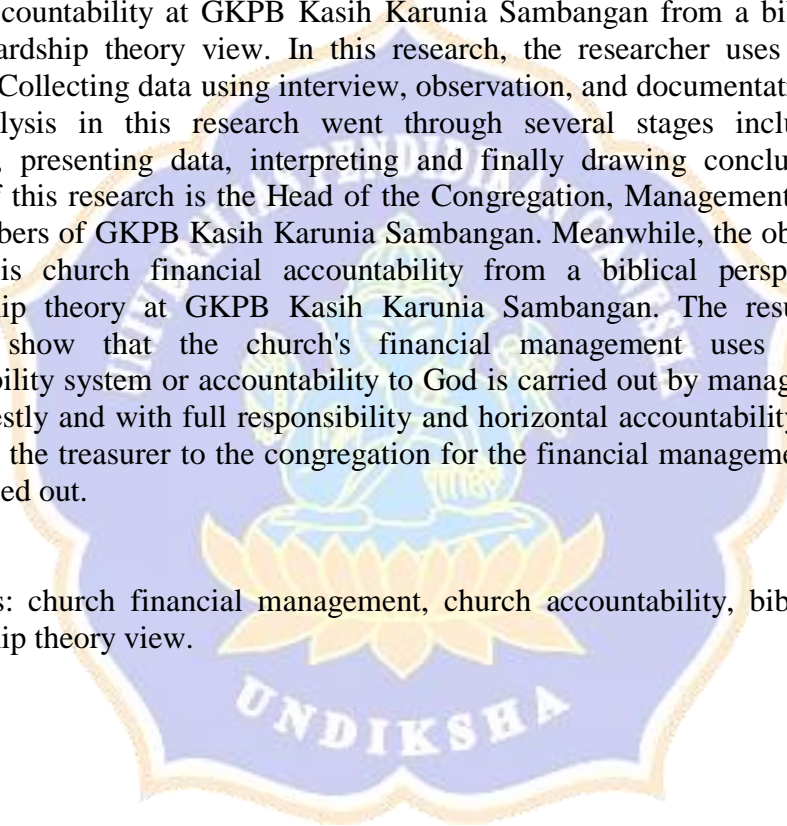 countability at GKPB Kasih Karunia Sambangan from a bib
ardship theory view. In this research, the researcher uses
Collecting data using interview, observation, and documentati
lysis in this research went through several stages inclu
, presenting data, interpreting and finally drawing conclu
f this research is the Head of the Congregation, Management
bers of GKPB Kasih Karunia Sambangan. Meanwhile, the ob
is church financial accountability from a biblical persp
ip theory at GKPB Kasih Karunia Sambangan. The resu
show that the church's financial management uses
bility system or accountability to God is carried out by manag
estly and with full responsibility and horizontal accountability
the treasurer to the congregation for the financial manageme
ed out.
s: church financial management, church accountability, bib
ip theory view.
UNIVERSITAS PENDIDIKAN GANESHA
UNDIKSHA